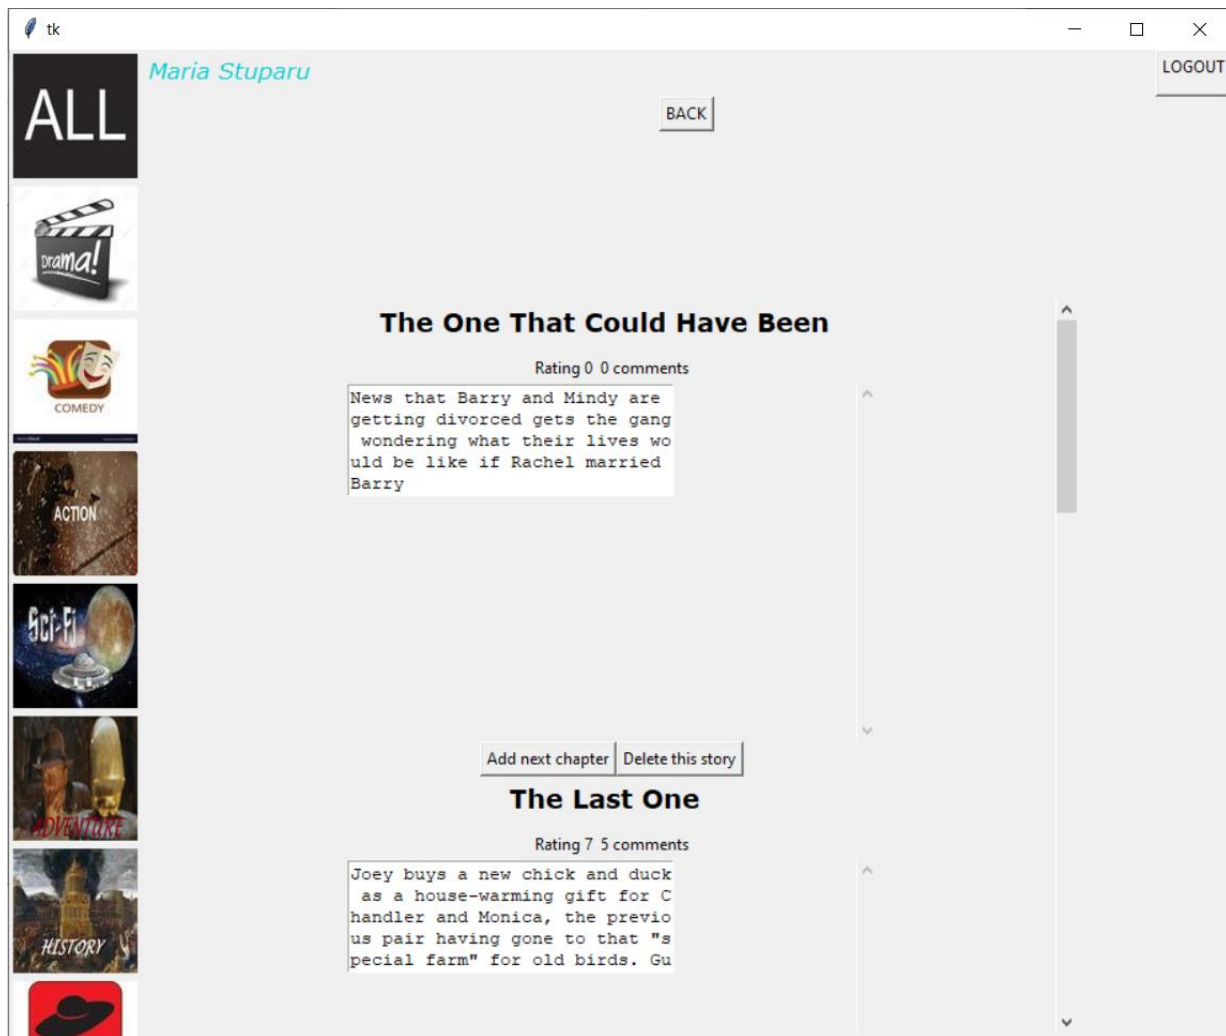 tk
Maria Stuparu
LOGOUT
BACK
ALL
Drama!
COMEDY
ACTION
Sci-Fi
ADVENTURE
HISTORY
The One That Could Have Been
Rating 0 0 comments
News that Barry and Mindy are
getting divorced gets the gang
wondering what their lives wo
uld be like if Rachel married
Barry
Add next chapter Delete this story
The Last One
Rating 7 5 comments
Joey buys a new chick and duck
as a house-warming gift for C
handler and Monica, the previo
us pair having gone to that "s
pecial farm" for old birds. Gu